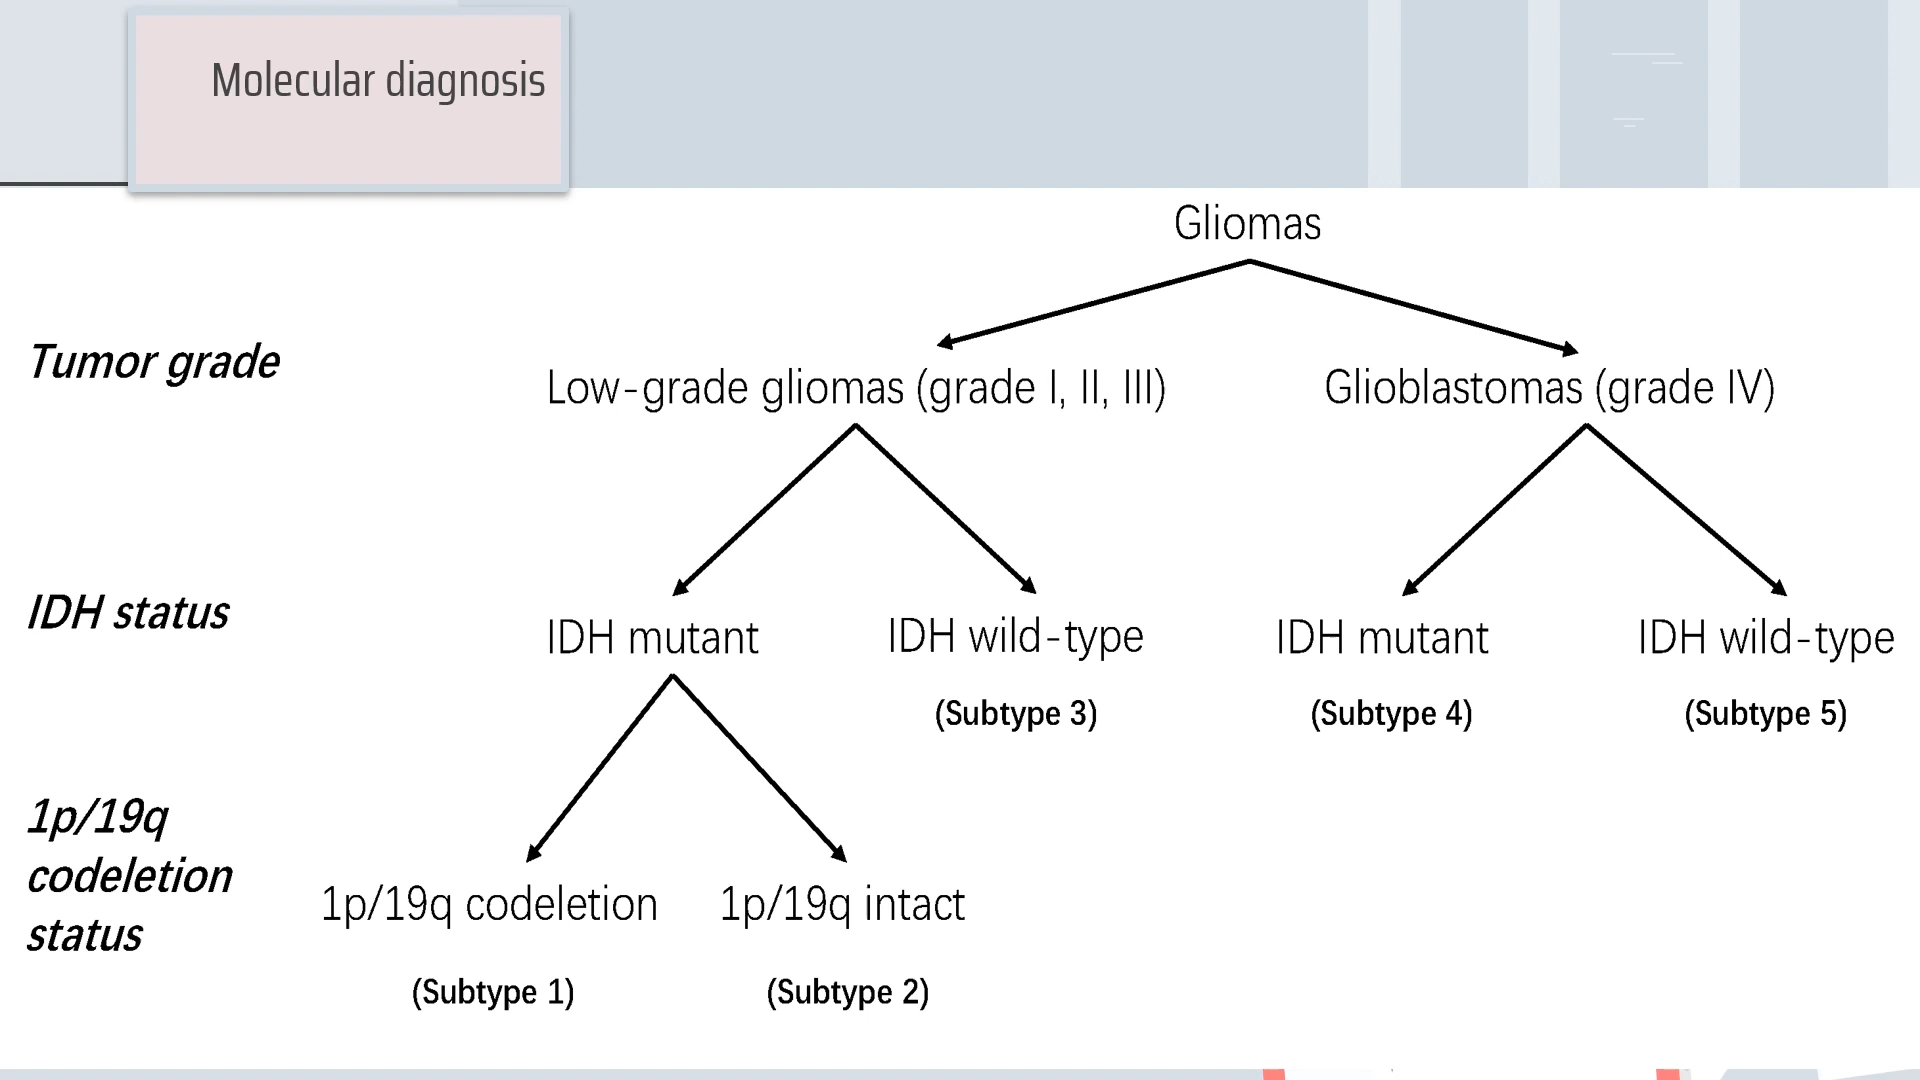 Molecular diagnosis
Gliomas
Tumor grade
Low-grade gliomas (grade I, II, III)
Glioblastomas (grade IV)
IDH status
IDH mutant
IDH wild-type
IDH mutant
IDH wild-type
(Subtype 3)
(Subtype 4)
(Subtype 5)
1p/19q
codeletion
status
1p/19q codeletion
1p/19q intact
(Subtype 1)
(Subtype 2)